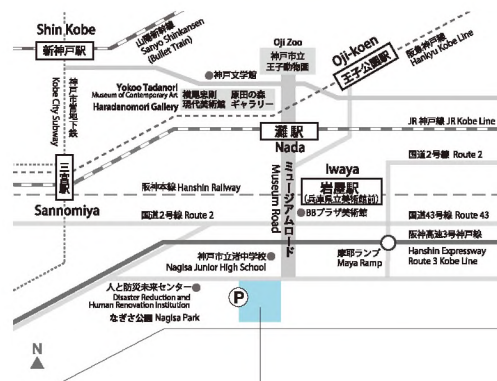 Shin Kobe
新神戸駅
山陽新幹線
Sanyo Shinkansen
(Bullet Train)
Oji Zoo
神戸市立
王子動物園
Oji-koen
王子公園駅
阪急神戸線
Hankyu Kobe Line
神戸文学館
Yokoo Tadanori
Museum of Contemporary Art
Haradanomori Gallery
横尾忠則
現代美術館
原田の森
ギャラリー
神戸市営地下鉄
Kobe City Subway
灘駅
Nada
JR 神戸線 JR Kobe Line
国道2号線 Route 2
三宮駅
Sannomiya
ミュージアムロード
Museum Road
Iwaya
岩屋駅
(兵庫県立美術館前)
阪神本線 Hanshin Railway
BBプラザ美術館
国道2号線 Route 2
国道43号線 Route 43
阪神高速3号神戸線
Hanshin Expressway
Route 3 Kobe Line
摩耶ランプ
Maya Ramp
神戸市立渚中学校
Nagisa Junior High School
人と防災未来センター
Disaster Reduction and
Human Renovation Institution
なぎさ公園 Nagisa Park
P
N